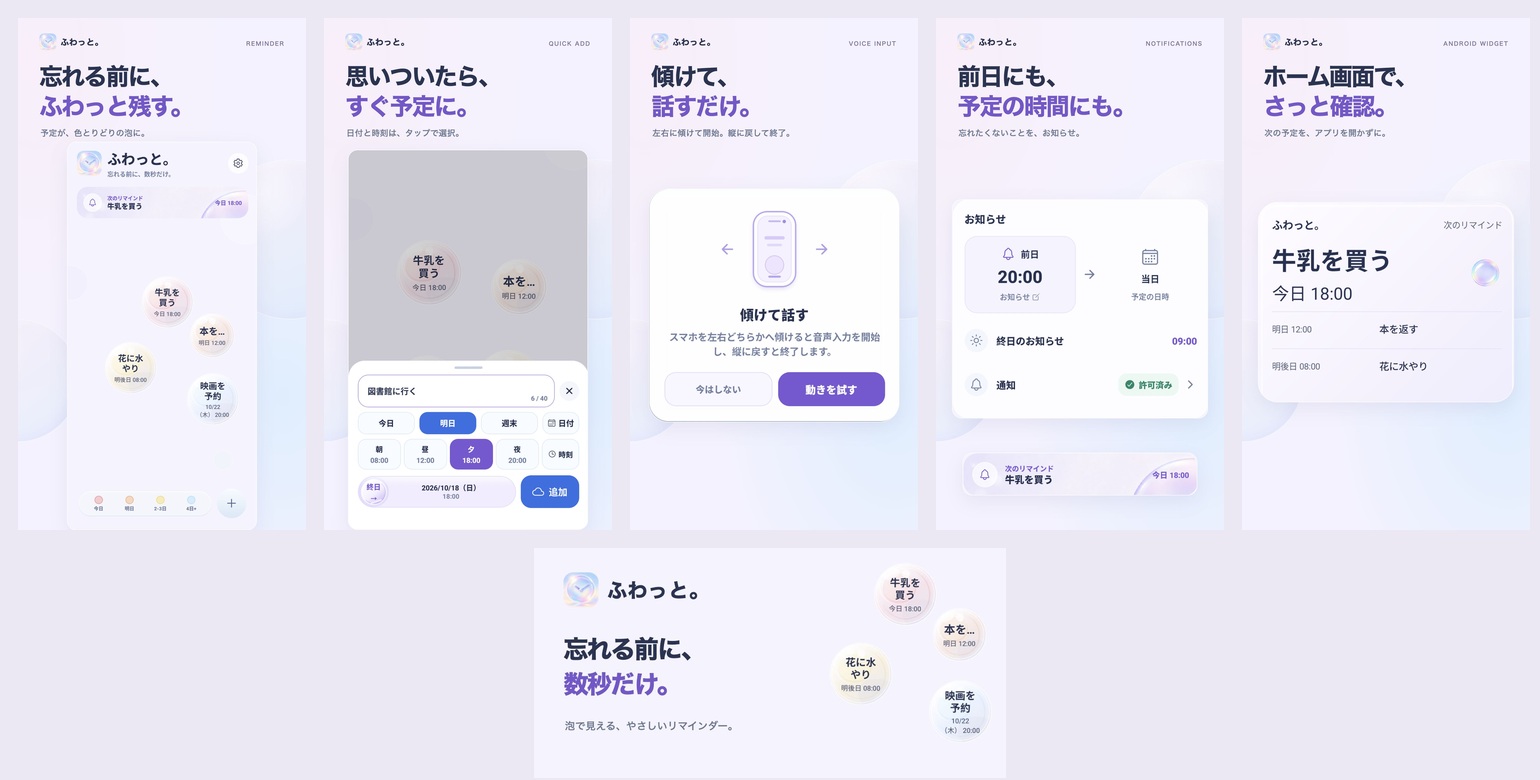 ふわっと。
REMINDER
忘れる前に、
ふわっと残す。
予定が、色とりどりの泡に。
ふわっと。
忘れる前に、数秒だけ。
次のリマインド
牛乳を買う
今日 18:00
牛乳を
買う
今日 18:00
本を…
明日 12:00
花に水
やり
明後日 08:00
映画を
予約
10/22
（木） 20:00
今日
明日
2-3日
4日+
ふわっと。
QUICK ADD
思いついたら、
すぐ予定に。
日付と時刻は、タップで選択。
牛乳を
買う
今日 18:00
本を…
明日 12:00
図書館に行く
6 / 40
今日
明日
週末
日付
朝
08:00
昼
12:00
夕
18:00
夜
20:00
時刻
終日
→
2026/10/18（日）
18:00
追加
ふわっと。
VOICE INPUT
傾けて、
話すだけ。
左右に傾けて開始。縦に戻して終了。
傾けて話す
スマホを左右どちらかへ傾けると音声入力を開始
し、縦に戻すと終了します。
今はしない
動きを試す
ふわっと。
NOTIFICATIONS
前日にも、
予定の時間にも。
忘れたくないことを、お知らせ。
お知らせ
前日
20:00
お知らせ
→
当日
予定の日時
終日のお知らせ
09:00
通知
許可済み
次のリマインド
牛乳を買う
今日 18:00
ふわっと。
ANDROID WIDGET
ホーム画面で、
さっと確認。
次の予定を、アプリを開かずに。
ふわっと。
次のリマインド
牛乳を買う
今日 18:00
明日 12:00
本を返す
明後日 08:00
花に水やり
ふわっと。
忘れる前に、
数秒だけ。
泡で見える、やさしいリマインダー。
牛乳を
買う
今日 18:00
本を…
明日 12:00
花に水
やり
明後日 08:00
映画を
予約
10/22
（木） 20:00